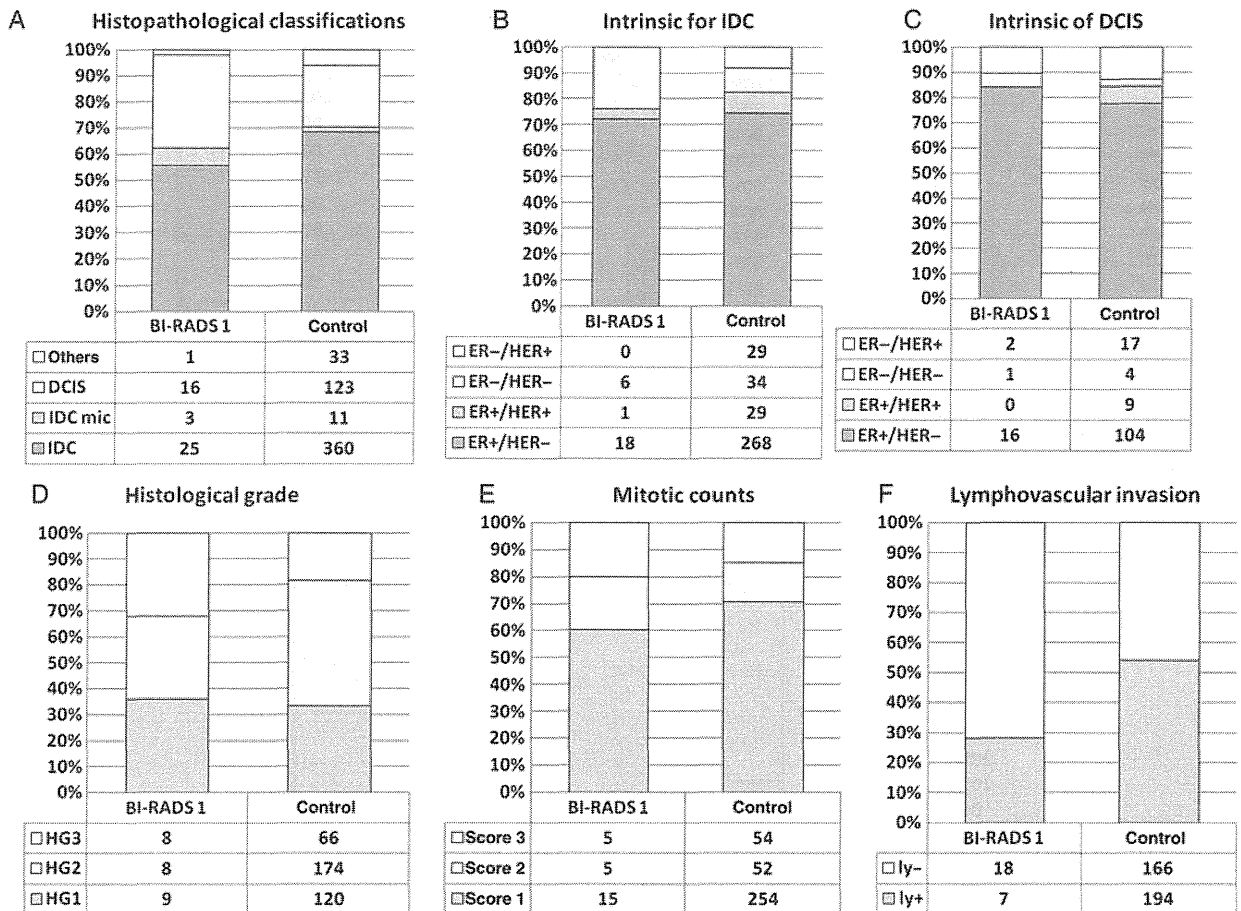 A Histopathological classifications
100%
90%
80%
70%
60%
50%
40%
30%
20%
10%
0%
BI-RADS 1 Control
Others 1 33
DCIS 16 123
IDC mic 3 11
IDC 25 360
B Intrinsic for IDC
100%
90%
80%
70%
60%
50%
40%
30%
20%
10%
0%
BI-RADS 1 Control
ER−/HER+ 0 29
ER−/HER− 6 34
ER+/HER+ 1 29
ER+/HER− 18 268
C Intrinsic of DCIS
100%
90%
80%
70%
60%
50%
40%
30%
20%
10%
0%
BI-RADS 1 Control
ER−/HER+ 2 17
ER−/HER− 1 4
ER+/HER+ 0 9
ER+/HER− 16 104
D Histological grade
100%
90%
80%
70%
60%
50%
40%
30%
20%
10%
0%
BI-RADS 1 Control
HG3 8 66
HG2 8 174
HG1 9 120
E Mitotic counts
100%
90%
80%
70%
60%
50%
40%
30%
20%
10%
0%
BI-RADS 1 Control
Score 3 5 54
Score 2 5 52
Score 1 15 254
F Lymphovascular invasion
100%
90%
80%
70%
60%
50%
40%
30%
20%
10%
0%
BI-RADS 1 Control
ly− 18 166
ly+ 7 194